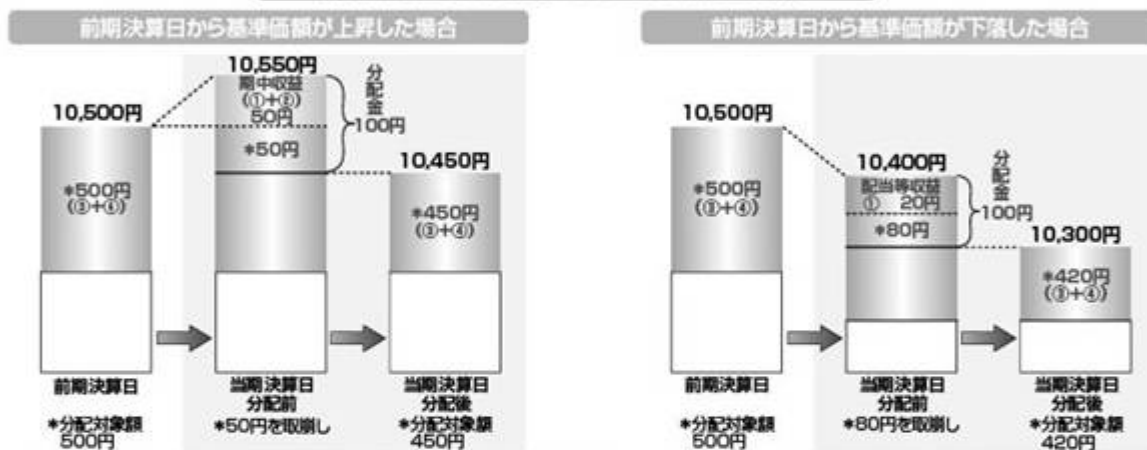 前期決算日から基準価額が上昇した場合
10,500円
*500円
(③+④)
前期決算日
*分配対象額
500円
10,550円
期中収益
(①+②)
50円
*50円
分配金
100円
当期決算日
分配前
*50円を取崩し
10,450円
*450円
(③+④)
当期決算日
分配後
*分配対象額
450円
前期決算日から基準価額が下落した場合
10,500円
*500円
(③+④)
前期決算日
*分配対象額
500円
10,400円
配当等収益
① 20円
*80円
分配金
100円
当期決算日
分配前
*80円を取崩し
10,300円
*420円
(③+④)
当期決算日
分配後
*分配対象額
420円